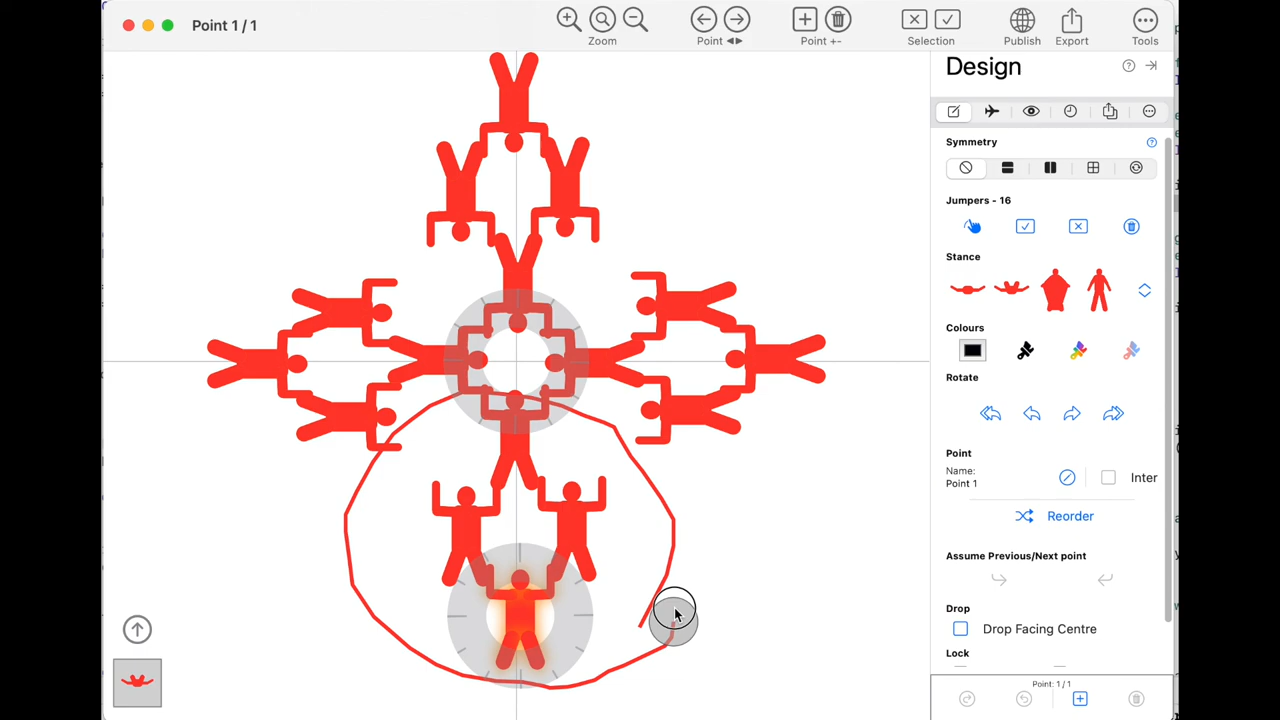 Point 1 / 1
Zoom
Point ◀▶
Point +-
Selection
Publish
Export
Tools
Design
Symmetry
Jumpers - 16
Stance
Colours
Rotate
Point
Name:
Point 1
Inter
Reorder
Assume Previous/Next point
Drop
Drop Facing Centre
Lock
Point: 1 / 1